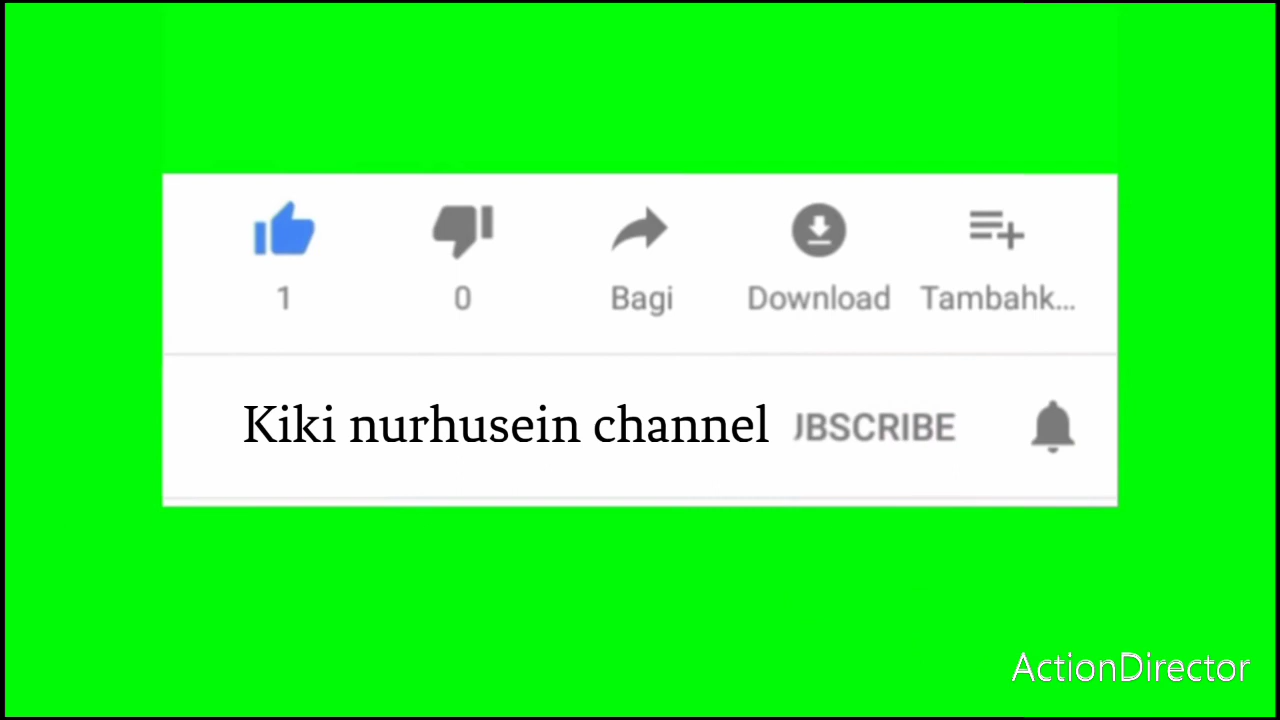 1 0 Bagi Download Tambahk...
Kiki nurhusein channel JBSCRIBE
ActionDirector